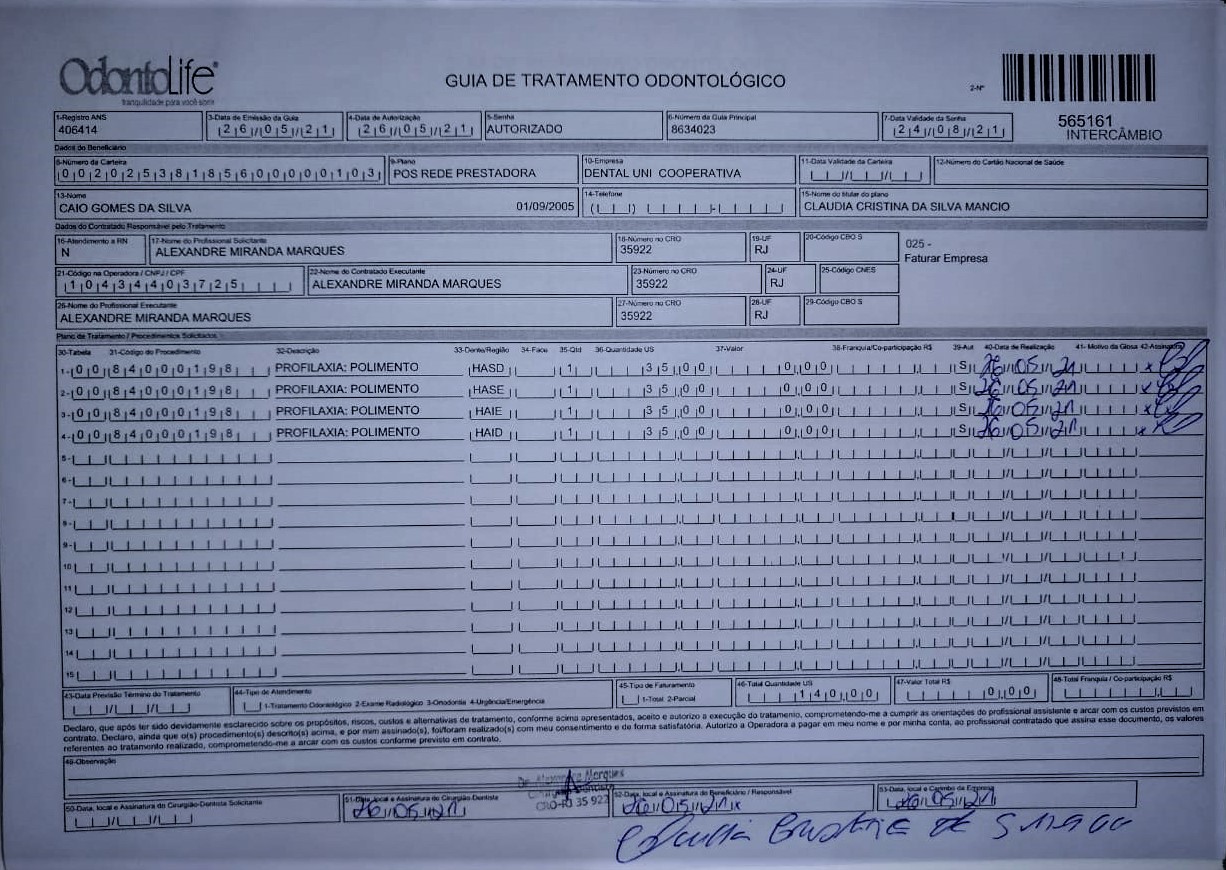 OdontoLife
tranquilidade para você sorrir
GUIA DE TRATAMENTO ODONTOLÓGICO
2-Nº
565161
INTERCÂMBIO
1-Registro ANS
406414
3-Data de Emissão da Guia
26/05/21
4-Data de Autorização
26/05/21
5-Senha
AUTORIZADO
6-Número da Guia Principal
8634023
7-Data Validade da Senha
24/08/21
Dados do Beneficiário
8-Número da Carteira
00202538185600000103
9-Plano
POS REDE PRESTADORA
10-Empresa
DENTAL UNI COOPERATIVA
11-Data Validade da Carteira
12-Número do Cartão Nacional de Saúde
13-Nome
CAIO GOMES DA SILVA 01/09/2005
14-Telefone
15-Nome do titular do plano
CLAUDIA CRISTINA DA SILVA MANCIO
Dados do Contratado Responsável pelo Tratamento
16-Atendimento a RN
N
17-Nome do Profissional Solicitante
ALEXANDRE MIRANDA MARQUES
18-Número no CRO
35922
19-UF
RJ
20-Código CBO S
025 -
Faturar Empresa
21-Código na Operadora / CNPJ / CPF
10434403725
22-Nome do Contratado Executante
ALEXANDRE MIRANDA MARQUES
23-Número no CRO
35922
24-UF
RJ
25-Código CNES
26-Nome do Profissional Executante
ALEXANDRE MIRANDA MARQUES
27-Número no CRO
35922
28-UF
RJ
29-Código CBO S
Plano de Tratamento / Procedimentos Solicitados
30-Tabela 31-Código do Procedimento 32-Descrição 33-Dente/Região 34-Face 35-Qtd 36-Quantidade US 37-Valor 38-Franquia/Co-participação R$ 39-Aut 40-Data de Realização 41- Motivo da Glosa 42-Assinatura
1- 00 84000198 PROFILAXIA: POLIMENTO HASD 1 35,00 0,00 S 26/05/21 x
2- 00 84000198 PROFILAXIA: POLIMENTO HASE 1 35,00 0,00 S 26/05/21 x
3- 00 84000198 PROFILAXIA: POLIMENTO HAIE 1 35,00 0,00 S 26/05/21 x
4- 00 84000198 PROFILAXIA: POLIMENTO HAID 1 35,00 0,00 S 26/05/21 x
5-
6-
7-
8-
9-
10
11
12
13
14
15
43-Data Previsão Término do Tratamento
44-Tipo de Atendimento
1-Tratamento Odontológico 2-Exame Radiológico 3-Ortodontia 4-Urgência/Emergência
45-Tipo de Faturamento
1-Total 2-Parcial
46-Total Quantidade US
140,00
47-Valor Total R$
0,00
48-Total Franquia / Co-participação R$
Declaro, que após ter sido devidamente esclarecido sobre os propósitos, riscos, custos e alternativas de tratamento, conforme acima apresentados, aceito e autorizo a execução do tratamento, comprometendo-me a cumprir as orientações do profissional assistente e arcar com os custos previstos em
contrato. Declaro, ainda que o(s) procedimento(s) descrito(s) acima, e por mim assinado(s), foi/foram realizado(s) com meu consentimento e de forma satisfatória. Autorizo a Operadora a pagar em meu nome e por minha conta, ao profissional contratado que assina esse documento, os valores
referentes ao tratamento realizado, comprometendo-me a arcar com os custos conforme previsto em contrato.
49-Observação
Dr. Alexandre Marques
Cirurgião Dentista
CRO-RJ 35 922
50-Data, local e Assinatura do Cirurgião-Dentista Solicitante
51-Data, local e Assinatura do Cirurgião-Dentista
26/05/21
52-Data, local e Assinatura do Beneficiário / Responsável
26/05/21 x
53-Data, local e Carimbo da Empresa
26/05/21